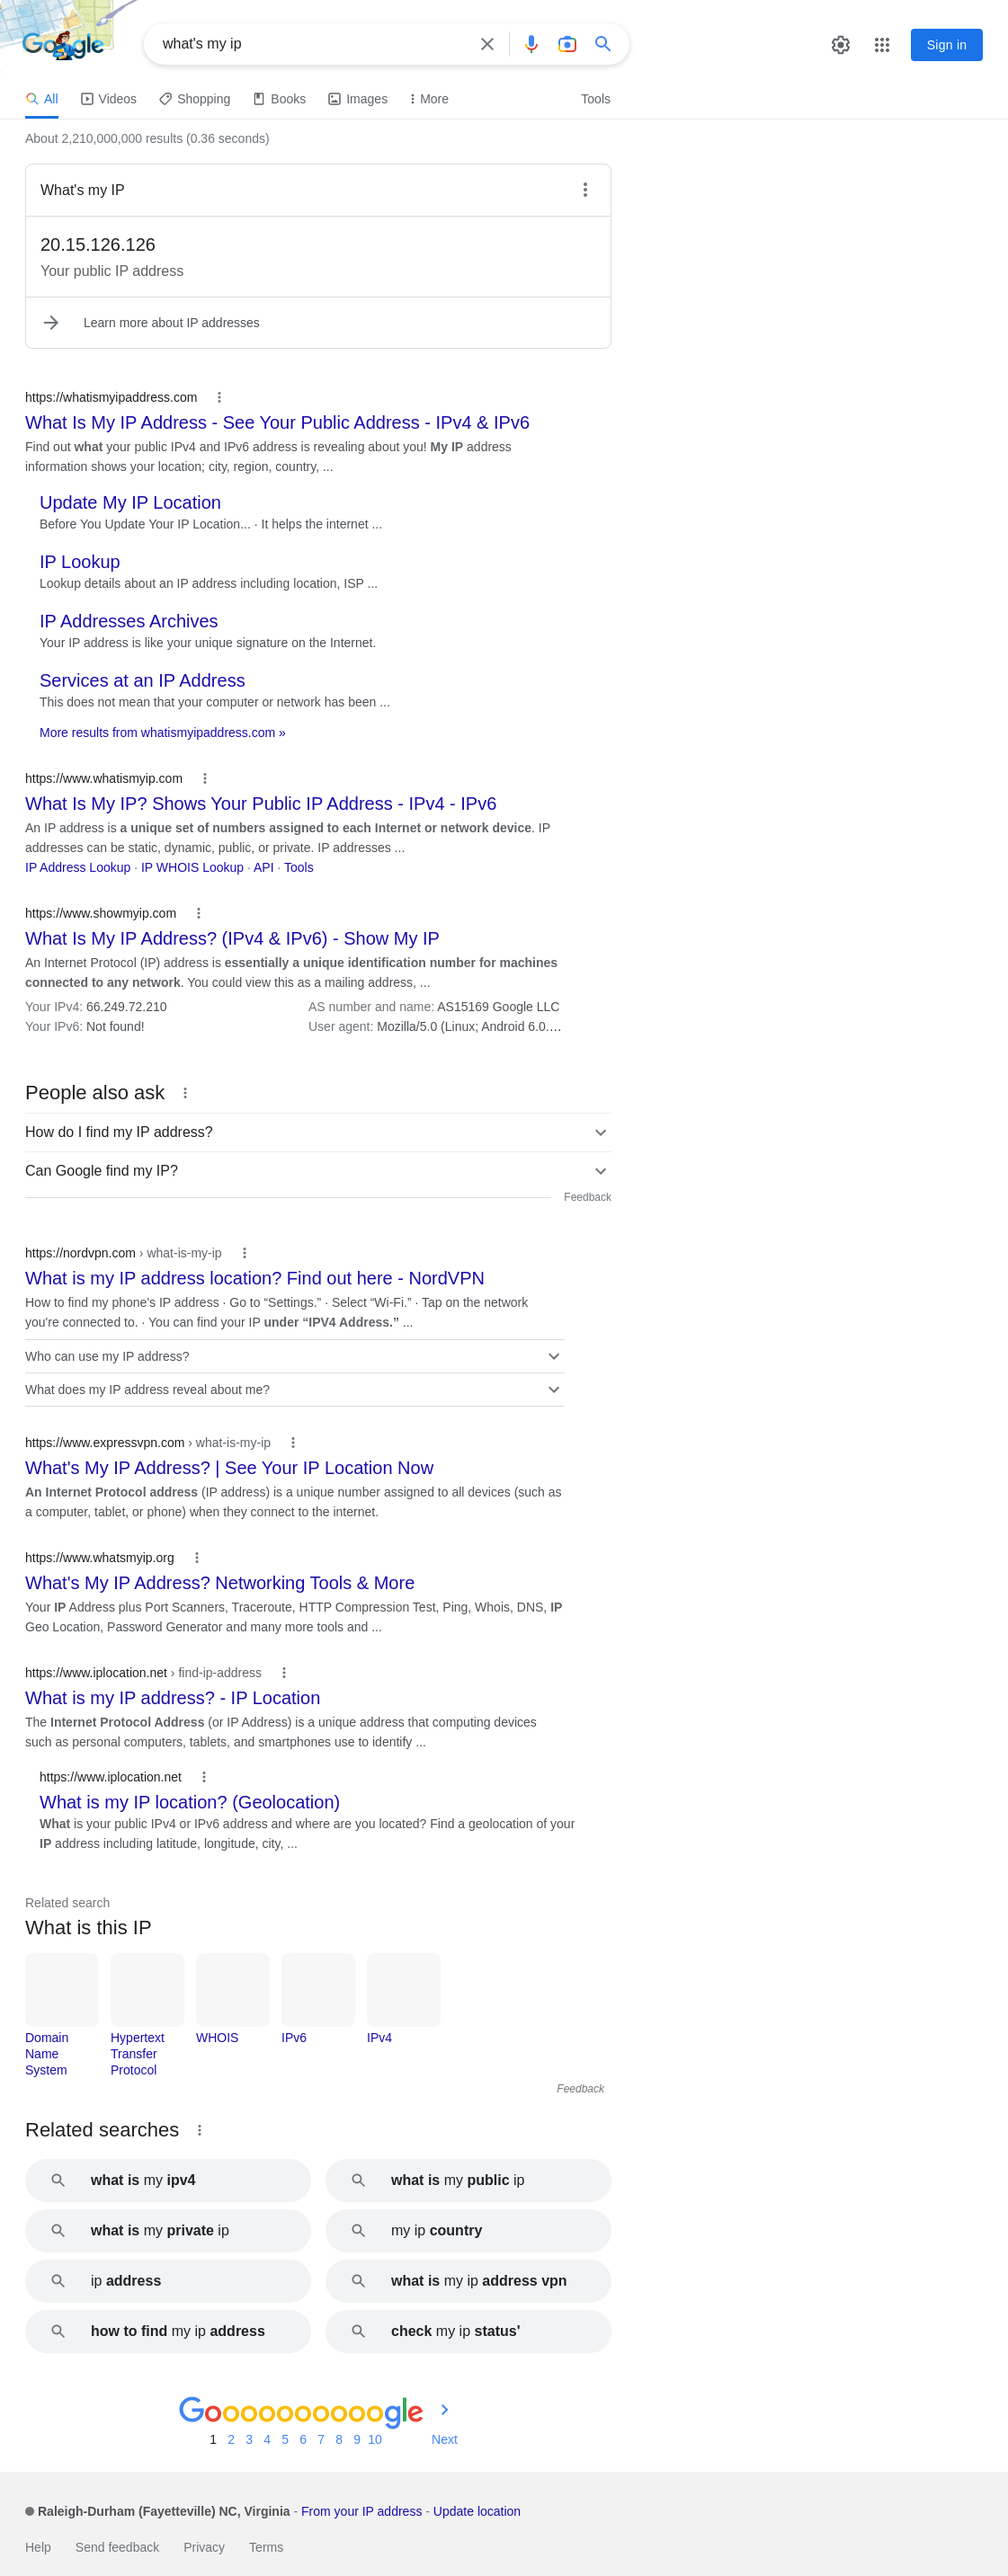 Google
what's my ip
Sign in
All
Videos
Shopping
Books
Images
More
Tools
About 2,210,000,000 results (0.36 seconds)
What's my IP
20.15.126.126
Your public IP address
Learn more about IP addresses
https://whatismyipaddress.com
What Is My IP Address - See Your Public Address - IPv4 & IPv6
Find out what your public IPv4 and IPv6 address is revealing about you! My IP address
information shows your location; city, region, country, ...
Update My IP Location
Before You Update Your IP Location... · It helps the internet ...
IP Lookup
Lookup details about an IP address including location, ISP ...
IP Addresses Archives
Your IP address is like your unique signature on the Internet.
Services at an IP Address
This does not mean that your computer or network has been ...
More results from whatismyipaddress.com »
https://www.whatismyip.com
What Is My IP? Shows Your Public IP Address - IPv4 - IPv6
An IP address is a unique set of numbers assigned to each Internet or network device. IP
addresses can be static, dynamic, public, or private. IP addresses ...
IP Address Lookup · IP WHOIS Lookup · API · Tools
https://www.showmyip.com
What Is My IP Address? (IPv4 & IPv6) - Show My IP
An Internet Protocol (IP) address is essentially a unique identification number for machines
connected to any network. You could view this as a mailing address, ...
Your IPv4: 66.249.72.210
AS number and name: AS15169 Google LLC
Your IPv6: Not found!
User agent: Mozilla/5.0 (Linux; Android 6.0....
People also ask
How do I find my IP address?
Can Google find my IP?
Feedback
https://nordvpn.com › what-is-my-ip
What is my IP address location? Find out here - NordVPN
How to find my phone's IP address · Go to “Settings.” · Select “Wi-Fi.” · Tap on the network
you're connected to. · You can find your IP under “IPV4 Address.” ...
Who can use my IP address?
What does my IP address reveal about me?
https://www.expressvpn.com › what-is-my-ip
What's My IP Address? | See Your IP Location Now
An Internet Protocol address (IP address) is a unique number assigned to all devices (such as
a computer, tablet, or phone) when they connect to the internet.
https://www.whatsmyip.org
What's My IP Address? Networking Tools & More
Your IP Address plus Port Scanners, Traceroute, HTTP Compression Test, Ping, Whois, DNS, IP
Geo Location, Password Generator and many more tools and ...
https://www.iplocation.net › find-ip-address
What is my IP address? - IP Location
The Internet Protocol Address (or IP Address) is a unique address that computing devices
such as personal computers, tablets, and smartphones use to identify ...
https://www.iplocation.net
What is my IP location? (Geolocation)
What is your public IPv4 or IPv6 address and where are you located? Find a geolocation of your
IP address including latitude, longitude, city, ...
Related search
What is this IP
Domain
Name
System
Hypertext
Transfer
Protocol
WHOIS
IPv6
IPv4
Feedback
Related searches
what is my ipv4
what is my public ip
what is my private ip
my ip country
ip address
what is my ip address vpn
how to find my ip address
check my ip status'
Goooooooooogle
1 2 3 4 5 6 7 8 9 10 Next
Raleigh-Durham (Fayetteville) NC, Virginia - From your IP address - Update location
Help
Send feedback
Privacy
Terms